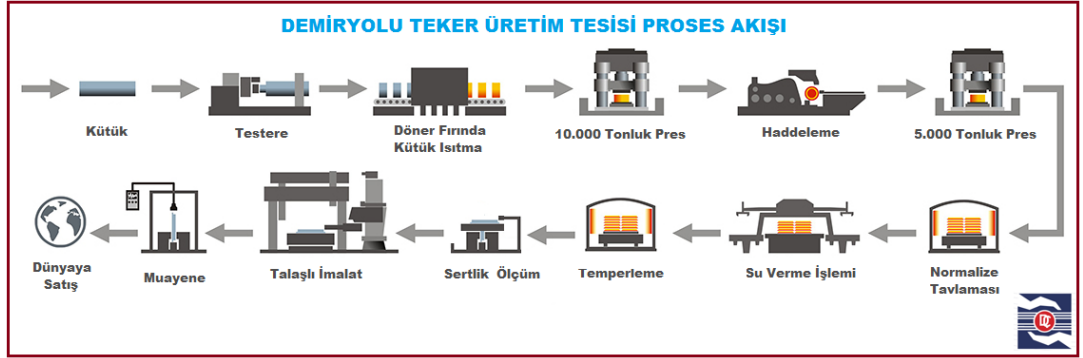 DEMİRYOLU TEKER ÜRETİM TESİSİ PROSES AKIŞI
Kütük
Testere
Döner Fırında
Kütük Isıtma
10.000 Tonluk Pres
Haddeleme
5.000 Tonluk Pres
Normalize
Tavlaması
Su Verme İşlemi
Temperleme
Sertlik Ölçüm
Talaşlı İmalat
Muayene
Dünyaya
Satış